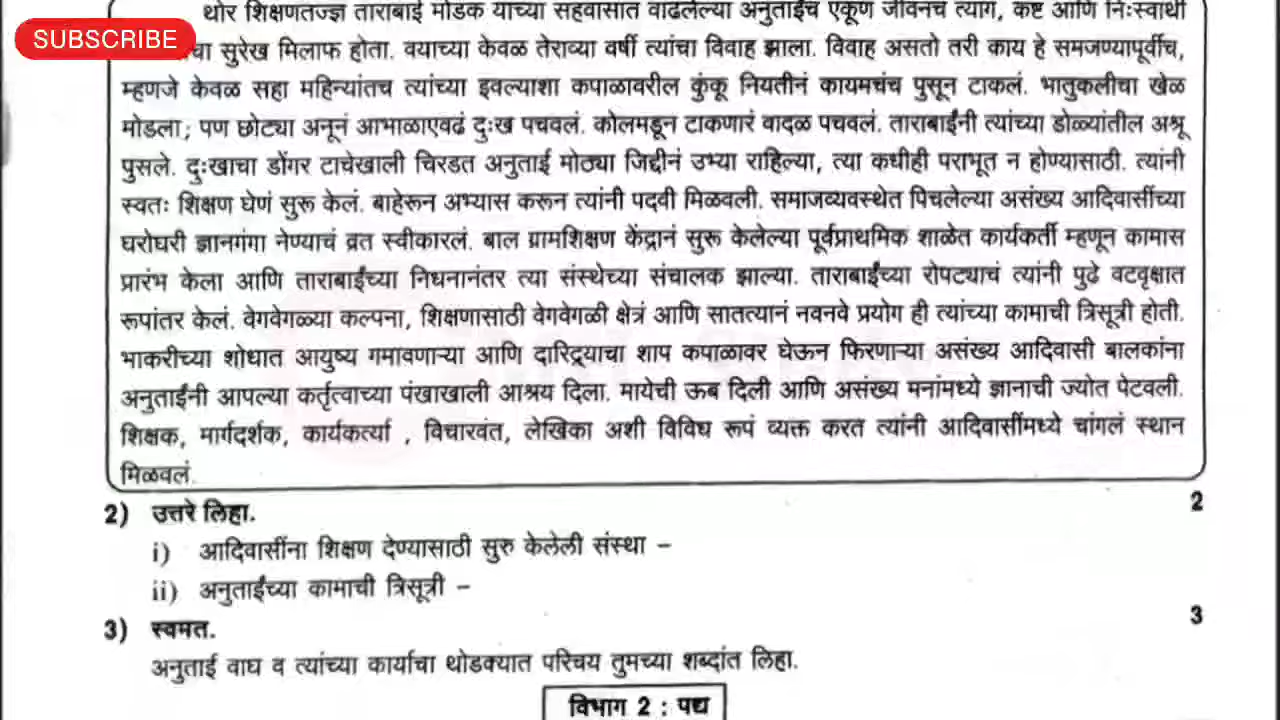 थोर शिक्षणतज्ज्ञ ताराबाई मोडक यांच्या सहवासात वाढलेल्या अनुताईंचं एकूण जीवनच त्याग, कष्ट आणि निःस्वार्थी
SUBSCRIBE
चा सुरेख मिलाफ होता. वयाच्या केवळ तेराव्या वर्षी त्यांचा विवाह झाला. विवाह असतो तरी काय हे समजण्यापूर्वीच,
म्हणजे केवळ सहा महिन्यांतच त्यांच्या इवल्याशा कपाळावरील कुंकू नियतीनं कायमचंच पुसून टाकलं. भातुकलीचा खेळ
मोडला; पण छोट्या अनूनं आभाळाएवढं दुःख पचवलं. कोलमडून टाकणारं वादळ पचवलं. ताराबाईंनी त्यांच्या डोळ्यांतील अश्रू
पुसले. दुःखाचा डोंगर टाचेखाली चिरडत अनुताई मोठ्या जिद्दीनं उभ्या राहिल्या, त्या कधीही पराभूत न होण्यासाठी. त्यांनी
स्वतः शिक्षण घेणं सुरू केलं. बाहेरून अभ्यास करून त्यांनी पदवी मिळवली. समाजव्यवस्थेत पिचलेल्या असंख्य आदिवासींच्या
घरोघरी ज्ञानगंगा नेण्याचं व्रत स्वीकारलं. बाल ग्रामशिक्षण केंद्रानं सुरू केलेल्या पूर्वप्राथमिक शाळेत कार्यकर्ती म्हणून कामास
प्रारंभ केला आणि ताराबाईंच्या निधनानंतर त्या संस्थेच्या संचालक झाल्या. ताराबाईंच्या रोपट्याचं त्यांनी पुढे वटवृक्षात
रूपांतर केलं. वेगवेगळ्या कल्पना, शिक्षणासाठी वेगवेगळी क्षेत्रं आणि सातत्यानं नवनवे प्रयोग ही त्यांच्या कामाची त्रिसूत्री होती.
भाकरीच्या शोधात आयुष्य गमावणाऱ्या आणि दारिद्र्याचा शाप कपाळावर घेऊन फिरणाऱ्या असंख्य आदिवासी बालकांना
अनुताईंनी आपल्या कर्तृत्वाच्या पंखाखाली आश्रय दिला. मायेची ऊब दिली आणि असंख्य मनांमध्ये ज्ञानाची ज्योत पेटवली.
शिक्षक, मार्गदर्शक, कार्यकर्त्या , विचारवंत, लेखिका अशी विविध रूपं व्यक्त करत त्यांनी आदिवासींमध्ये चांगलं स्थान
मिळवलं.
2) उत्तरे लिहा. 2
i) आदिवासींना शिक्षण देण्यासाठी सुरु केलेली संस्था –
ii) अनुताईंच्या कामाची त्रिसूत्री –
3) स्वमत. 3
अनुताई वाघ व त्यांच्या कार्याचा थोडक्यात परिचय तुमच्या शब्दांत लिहा.
विभाग 2 : पद्य